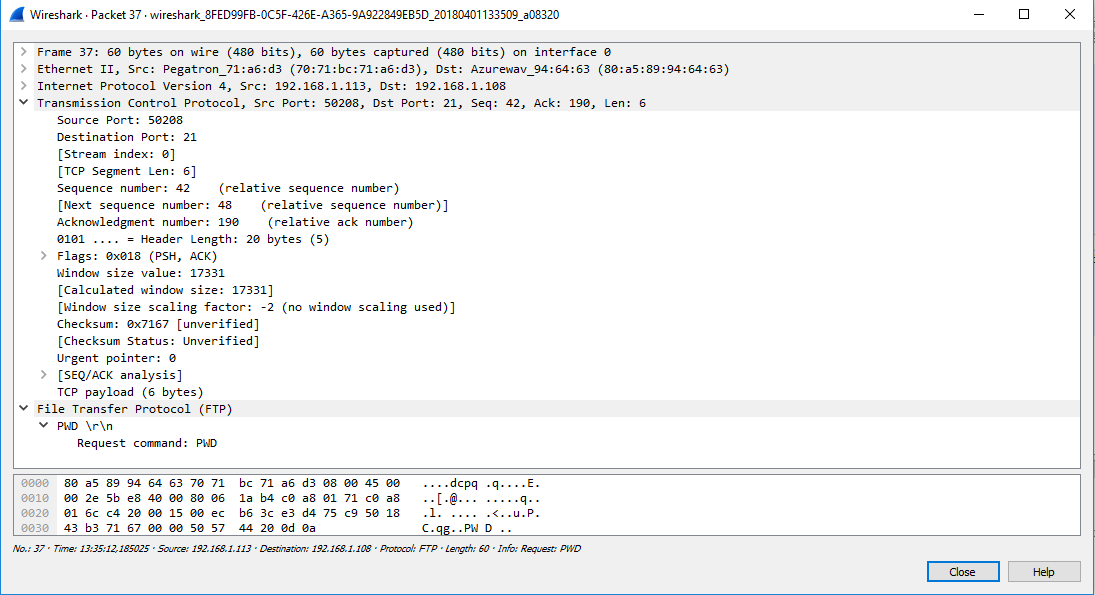 Wireshark · Packet 37 · wireshark_8FED99FB-0C5F-426E-A365-9A922849EB5D_20180401133509_a08320
Frame 37: 60 bytes on wire (480 bits), 60 bytes captured (480 bits) on interface 0
Ethernet II, Src: Pegatron_71:a6:d3 (70:71:bc:71:a6:d3), Dst: Azurewav_94:64:63 (80:a5:89:94:64:63)
Internet Protocol Version 4, Src: 192.168.1.113, Dst: 192.168.1.108
Transmission Control Protocol, Src Port: 50208, Dst Port: 21, Seq: 42, Ack: 190, Len: 6
Source Port: 50208
Destination Port: 21
[Stream index: 0]
[TCP Segment Len: 6]
Sequence number: 42    (relative sequence number)
[Next sequence number: 48    (relative sequence number)]
Acknowledgment number: 190    (relative ack number)
0101 .... = Header Length: 20 bytes (5)
Flags: 0x018 (PSH, ACK)
Window size value: 17331
[Calculated window size: 17331]
[Window size scaling factor: -2 (no window scaling used)]
Checksum: 0x7167 [unverified]
[Checksum Status: Unverified]
Urgent pointer: 0
[SEQ/ACK analysis]
TCP payload (6 bytes)
File Transfer Protocol (FTP)
PWD \r\n
Request command: PWD
0000  80 a5 89 94 64 63 70 71  bc 71 a6 d3 08 00 45 00   ....dcpq .q....E.
0010  00 2e 5b e8 40 00 80 06  1a b4 c0 a8 01 71 c0 a8   ..[.@... .....q..
0020  01 6c c4 20 00 15 00 ec  b6 3c e3 d4 75 c9 50 18   .l. .... .<..u.P.
0030  43 b3 71 67 00 00 50 57  44 20 0d 0a   C.qg..PW D ..
No.: 37 · Time: 13:35:12,185025 · Source: 192.168.1.113 · Destination: 192.168.1.108 · Protocol: FTP · Length: 60 · Info: Request: PWD
Close
Help